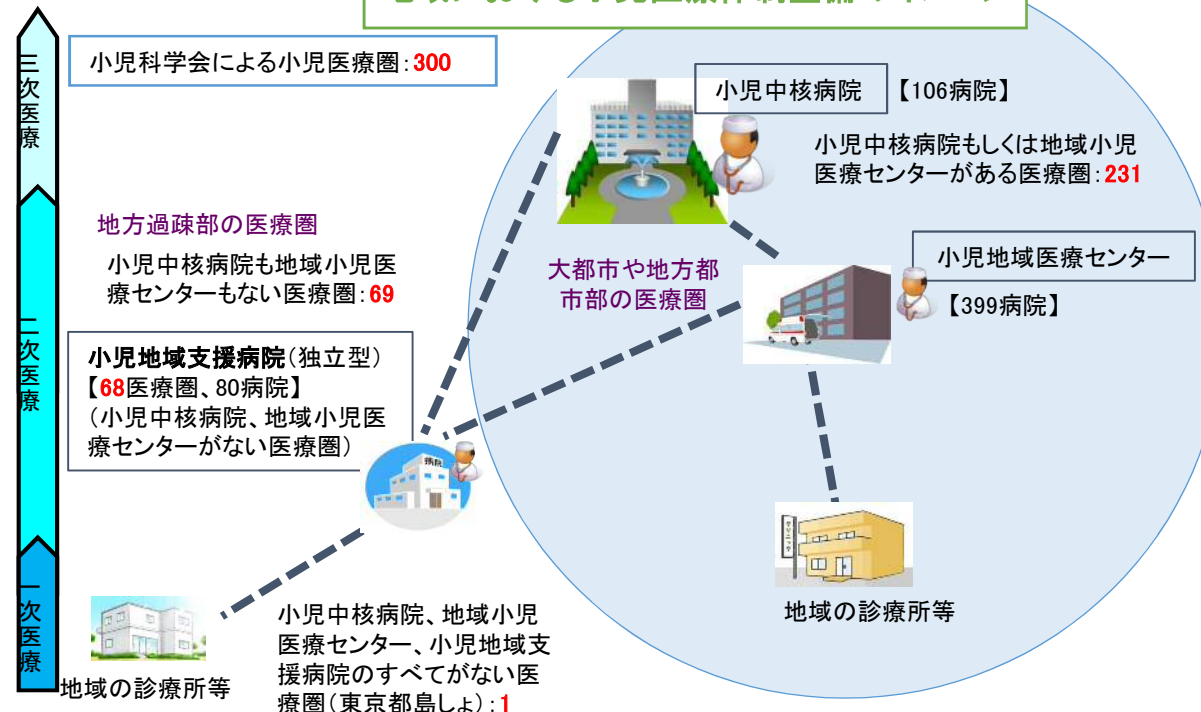 三次医療
二次医療
一次医療
小児科学会による小児医療圏:300
小児中核病院
【106病院】
小児中核病院もしくは地域小児
医療センターがある医療圏:231
地方過疎部の医療圏
小児中核病院も地域小児医
療センターもない医療圏:69
大都市や地方都
市部の医療圏
小児地域医療センター
【399病院】
小児地域支援病院(独立型)
【68医療圏、80病院】
(小児中核病院、地域小児医
療センターがない医療圏)
病院
クリニック
地域の診療所等
地域の診療所等
小児中核病院、地域小児
医療センター、小児地域支
援病院のすべてがない医
療圏(東京都島しょ):1